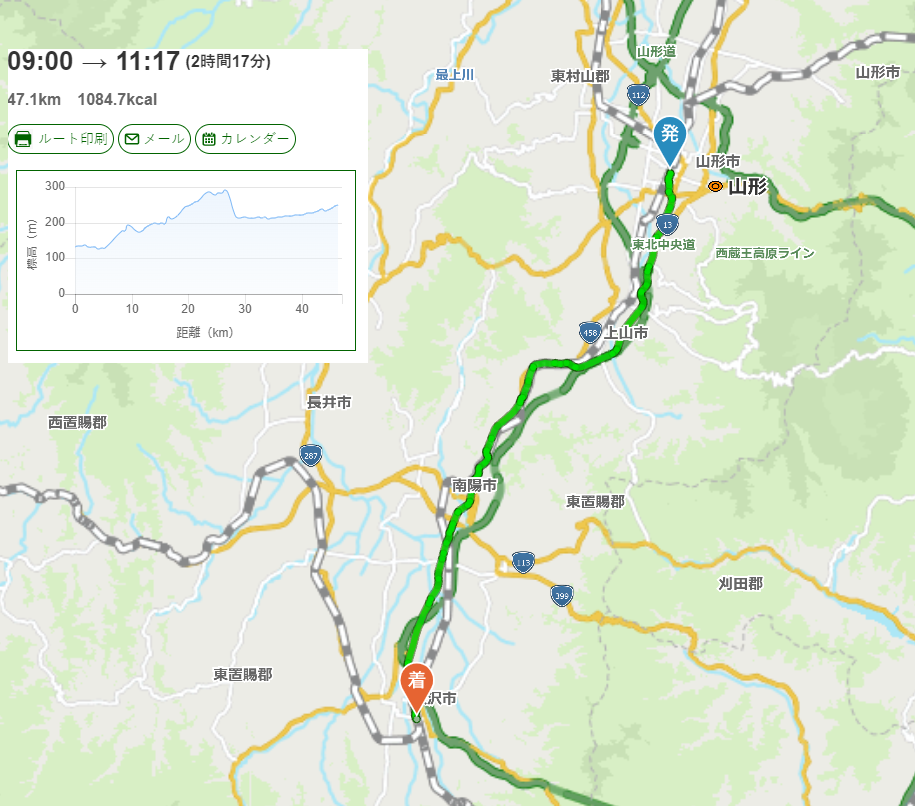 09:00 → 11:17 (2時間17分)
47.1km 1084.7kcal
ルート印刷 メール カレンダー
300
200
100
0
標高（m）
0 10 20 30 40
距離（km）
山形道
最上川
東村山郡
山形市
112
発
山形市
山形
13
東北中央道
西蔵王高原ライン
458
上山市
長井市
西置賜郡
287
南陽市
東置賜郡
113
399
刈田郡
東置賜郡
着
沢市